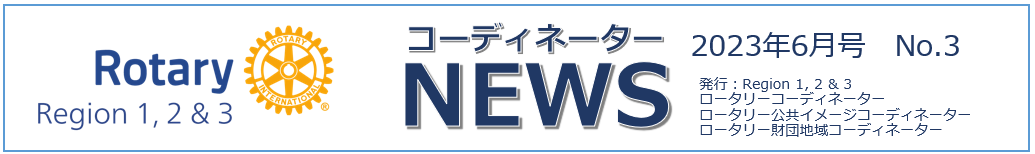 Rotary
Region 1, 2 & 3
ROTARY
INTERNATIONAL
®
コーディネーター
NEWS
2023年6月号　No.3
発行：Region 1, 2 & 3
ロータリーコーディネーター
ロータリー公共イメージコーディネーター
ロータリー財団地域コーディネーター